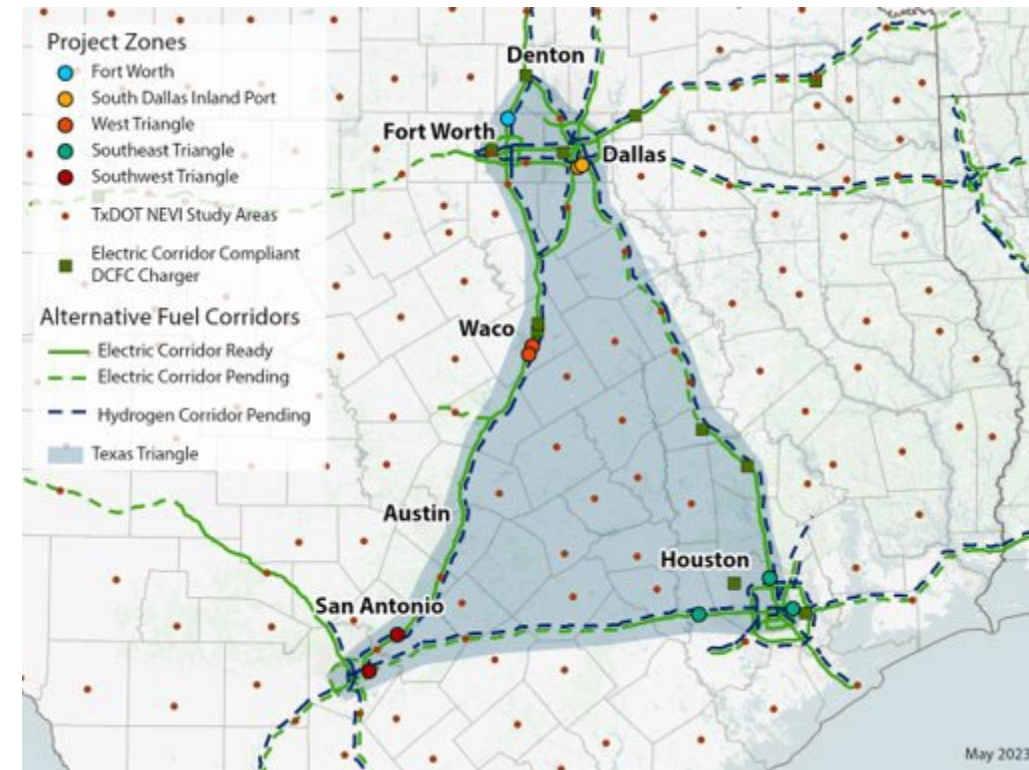 Project Zones
Fort Worth
South Dallas Inland Port
West Triangle
Southeast Triangle
Southwest Triangle
TxDOT NEVI Study Areas
Electric Corridor Compliant
DCFC Charger
Alternative Fuel Corridors
Electric Corridor Ready
Electric Corridor Pending
Hydrogen Corridor Pending
Texas Triangle
Denton
Fort Worth
Dallas
Waco
Austin
Houston
San Antonio
May 2023